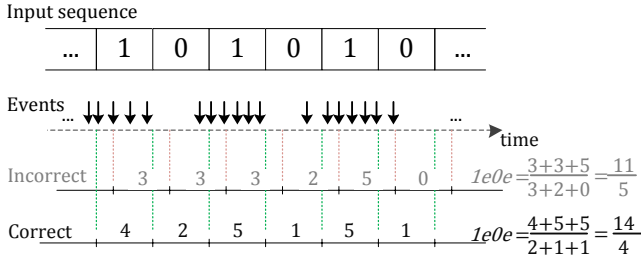 Input sequence
... 1 0 1 0 1 0 ...
Events
... ...
time
Incorrect 3 3 3 2 5 0 1e0e=3+3+5/3+2+0=11/5
Correct 4 2 5 1 5 1 1e0e=4+5+5/2+1+1=14/4